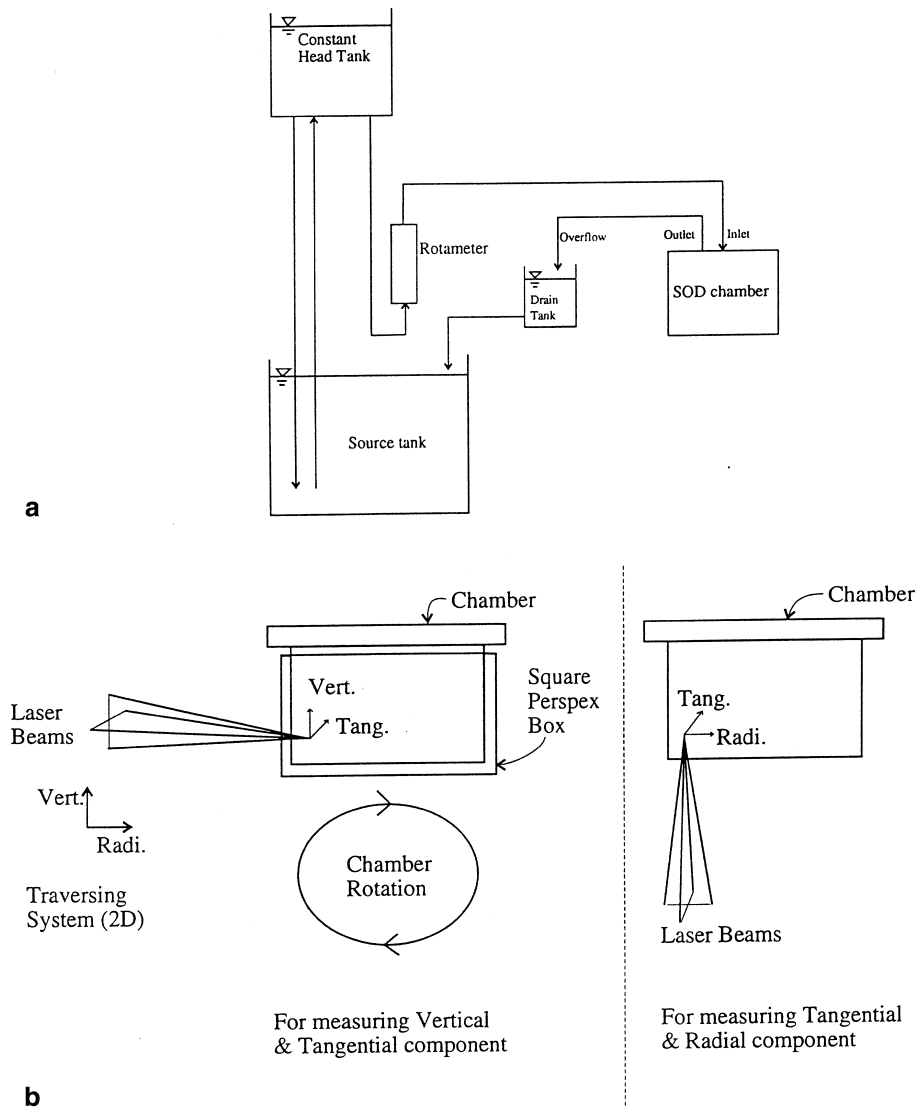 Constant
Head Tank
Rotameter
Overflow
Outlet
Inlet
Drain
Tank
SOD chamber
Source tank
a
Chamber
Vert.
Tang.
Square
Perspex
Box
Laser
Beams
Vert.
Radi.
Traversing
System (2D)
Chamber
Rotation
For measuring Vertical
& Tangential component
Chamber
Tang.
Radi.
Laser Beams
For measuring Tangential
& Radial component
b